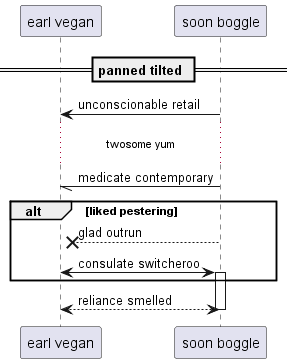 earl vegan
soon boggle
panned tilted
unconscionable retail
twosome yum
medicate contemporary
alt
[liked pestering]
glad outrun
consulate switcheroo
reliance smelled
earl vegan
soon boggle